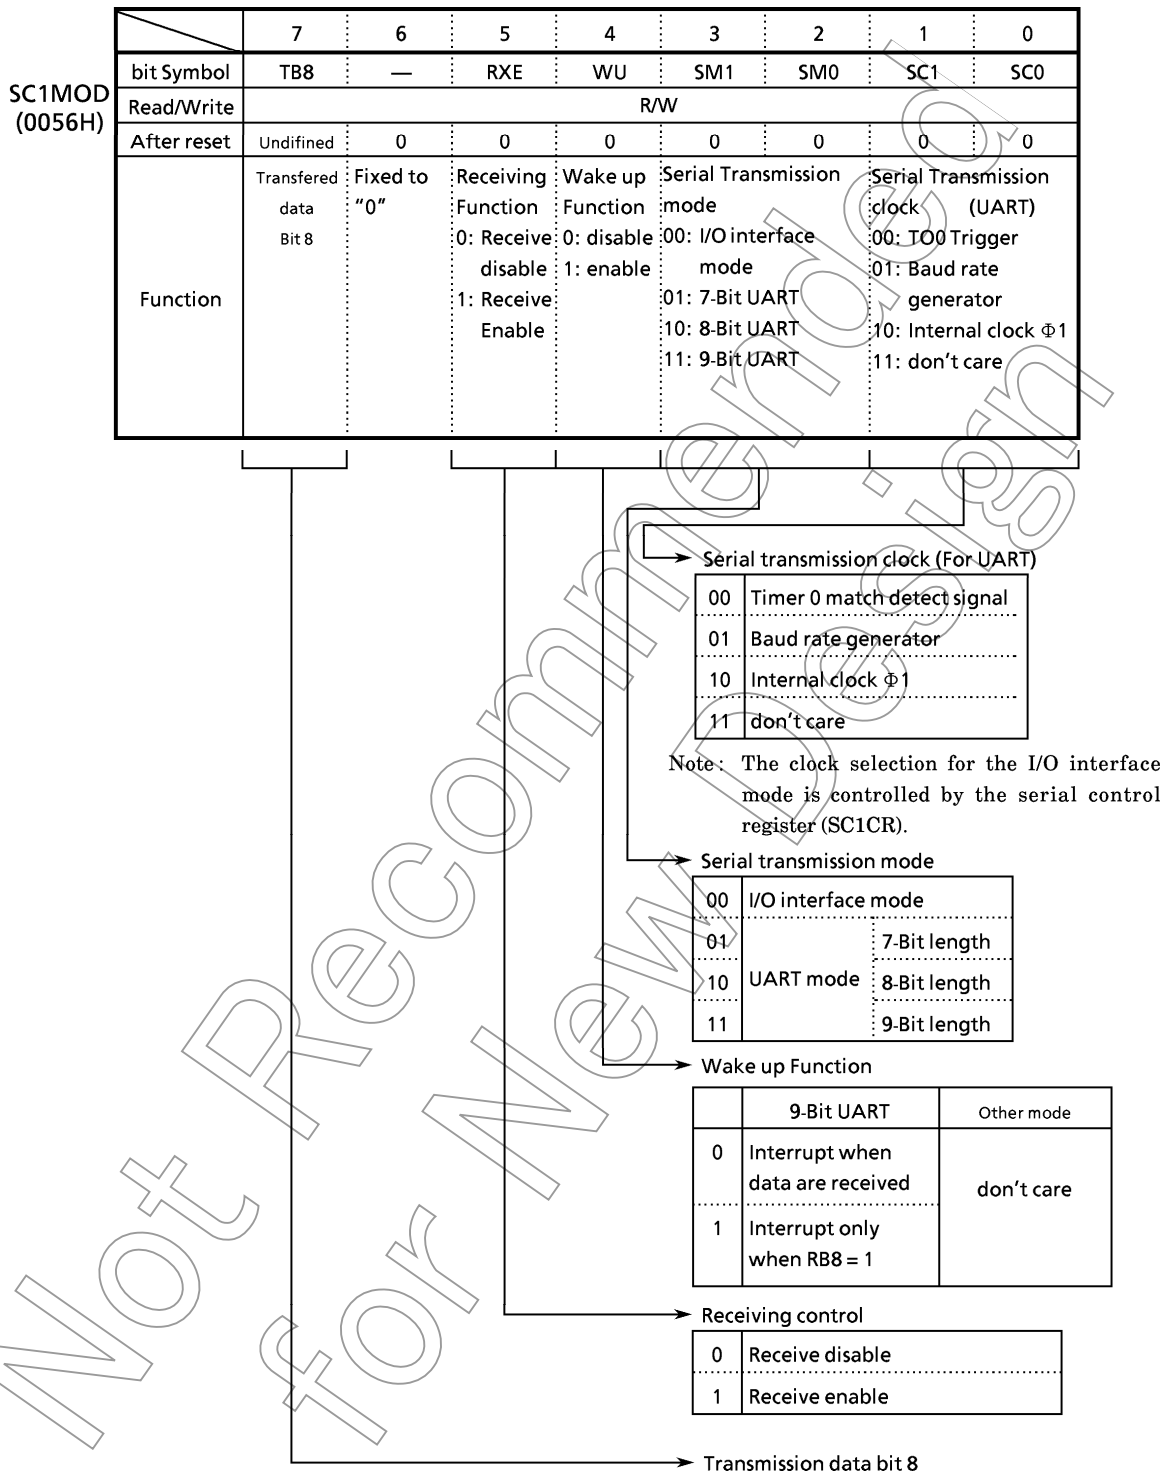 7 6 5 4 3 2 1 0
SC1MOD
(0056H)
bit Symbol TB8 — RXE WU SM1 SM0 SC1 SC0
Read/Write R/W
After reset Undifined 0 0 0 0 0 0 0
Function
Transfered
data
Bit 8
Fixed to
“0”
Receiving
Function
0: Receive
disable
1: Receive
Enable
Wake up
Function
0: disable
1: enable
Serial Transmission
mode
00: I/O interface
mode
01: 7-Bit UART
10: 8-Bit UART
11: 9-Bit UART
Serial Transmission
clock (UART)
00: TO0 Trigger
01: Baud rate
generator
10: Internal clock Φ1
11: don't care
Serial transmission clock (For UART)
00 Timer 0 match detect signal
01 Baud rate generator
10 Internal clock Φ1
11 don't care
Note : The clock selection for the I/O interface
mode is controlled by the serial control
register (SC1CR).
Serial transmission mode
00 I/O interface mode
01 7-Bit length
10 UART mode 8-Bit length
11 9-Bit length
Wake up Function
9-Bit UART Other mode
0 Interrupt when
data are received
don't care
1 Interrupt only
when RB8 = 1
Receiving control
0 Receive disable
1 Receive enable
Transmission data bit 8
Not Recommended
for New Design